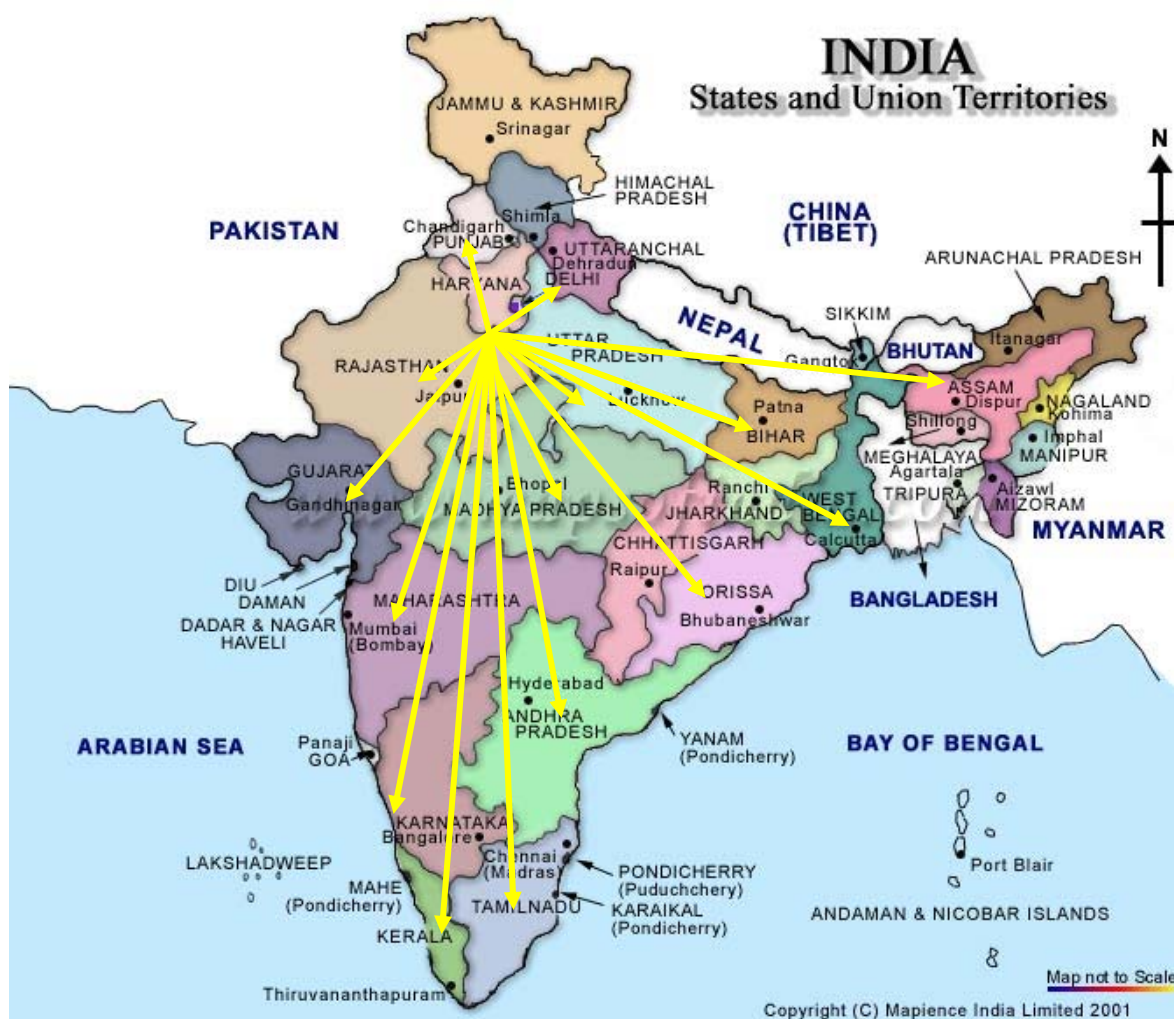 INDIA
States and Union Territories
N
JAMMU & KASHMIR
Srinagar
HIMACHAL
PRADESH
PAKISTAN
CHINA
(TIBET)
Chandigarh
Shimla
PUNJAB
UTTARANCHAL
Dehradun
DELHI
HARYANA
ARUNACHAL PRADESH
SIKKIM
NEPAL
BHUTAN
Itanagar
Gangtok
UTTAR
PRADESH
RAJASTHAN
Jaipur
Lucknow
ASSAM
Dispur
NAGALAND
Kohima
Patna
BIHAR
Shillong
Imphal
MANIPUR
MEGHALAYA
Agartala
TRIPURA
Aizawl
MIZORAM
MYANMAR
GUJARAT
Gandhinagar
Bhopal
MADHYA PRADESH
Ranchi
JHARKHAND
WEST
BENGAL
Calcutta
CHHATTISGARH
Raipur
DIU
DAMAN
DADAR & NAGAR
HAVELI
MAHARASHTRA
Mumbai
(Bombay)
ORISSA
Bhubaneshwar
BANGLADESH
Hyderabad
ANDHRA
PRADESH
YANAM
(Pondicherry)
ARABIAN SEA
BAY OF BENGAL
Panaji
GOA
KARNATAKA
Bangalore
Chennai
(Madras)
PONDICHERRY
(Puduchchery)
LAKSHADWEEP
MAHE
(Pondicherry)
TAMILNADU
KARAIKAL
(Pondicherry)
KERALA
Thiruvananthapuram
Port Blair
ANDAMAN & NICOBAR ISLANDS
Map not to Scale
Copyright (C) Mapience India Limited 2001